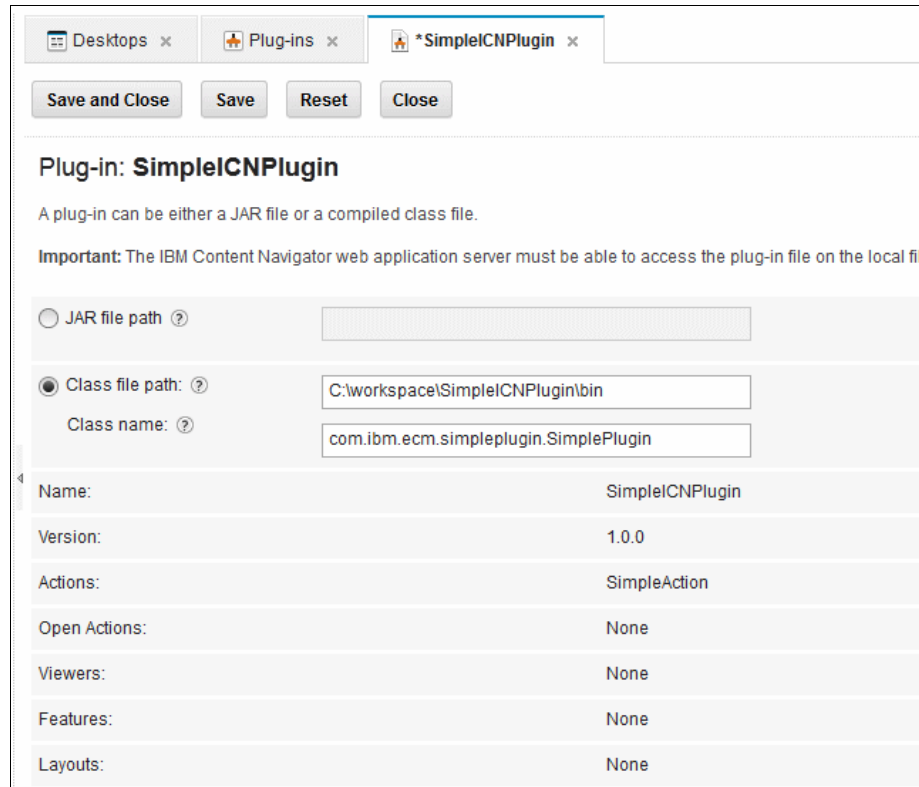 Desktops x Plug-ins x *SimpleICNPlugin x
Save and Close Save Reset Close
Plug-in: SimpleICNPlugin
A plug-in can be either a JAR file or a compiled class file.
Important: The IBM Content Navigator web application server must be able to access the plug-in file on the local
JAR file path ?
Class file path: ? C:\workspace\SimpleICNPlugin\bin
Class name: ? com.ibm.ecm.simpleplugin.SimplePlugin
Name: SimpleICNPlugin
Version: 1.0.0
Actions: SimpleAction
Open Actions: None
Viewers: None
Features: None
Layouts: None